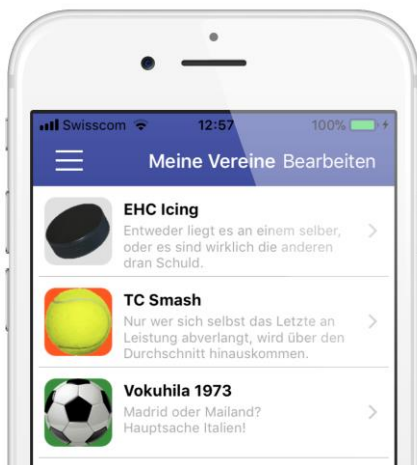 Swisscom 12:57 100%
Meine Vereine Bearbeiten
EHC Icing
Entweder liegt es an einem selber,
oder es sind wirklich die anderen
dran Schuld.
TC Smash
Nur wer sich selbst das Letzte an
Leistung abverlangt, wird über den
Durchschnitt hinauskommen.
Vokuhila 1973
Madrid oder Mailand?
Hauptsache Italien!